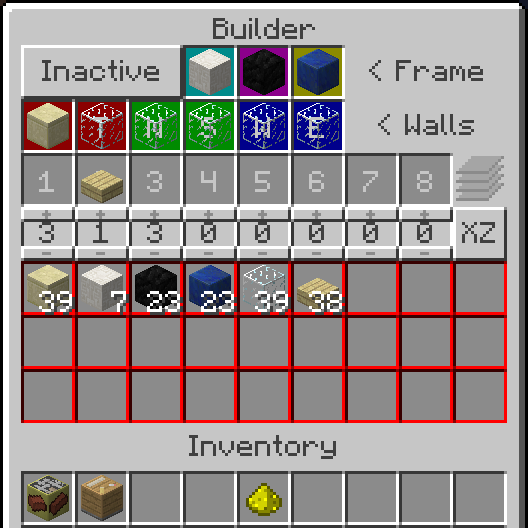 Builder
Inactive < Frame
T N S W E < Walls
1 3 4 5 6 7 8
+ + + + + + + +
3 1 3 0 0 0 0 0 XZ
- - - - - - - -
39 7 23 23 39 38
Inventory